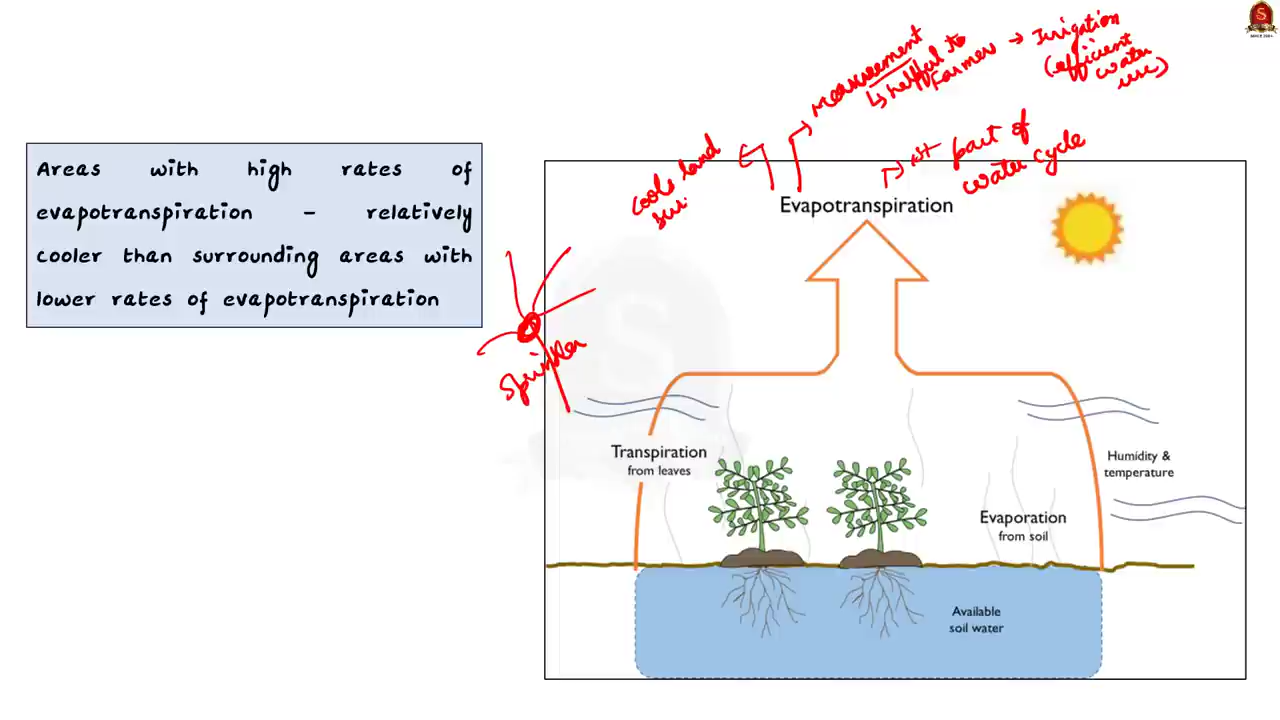 Areas with high rates of
evapotranspiration – relatively
cooler than surrounding areas with
lower rates of evapotranspiration
measurement
↳ helpful to
Farmers → Irrigation
(efficient
water
use)
cools land
sur.
1st part of
water cycle
Evapotranspiration
Sprinkler
Transpiration
from leaves
Humidity &
temperature
Evaporation
from soil
Available
soil water
S